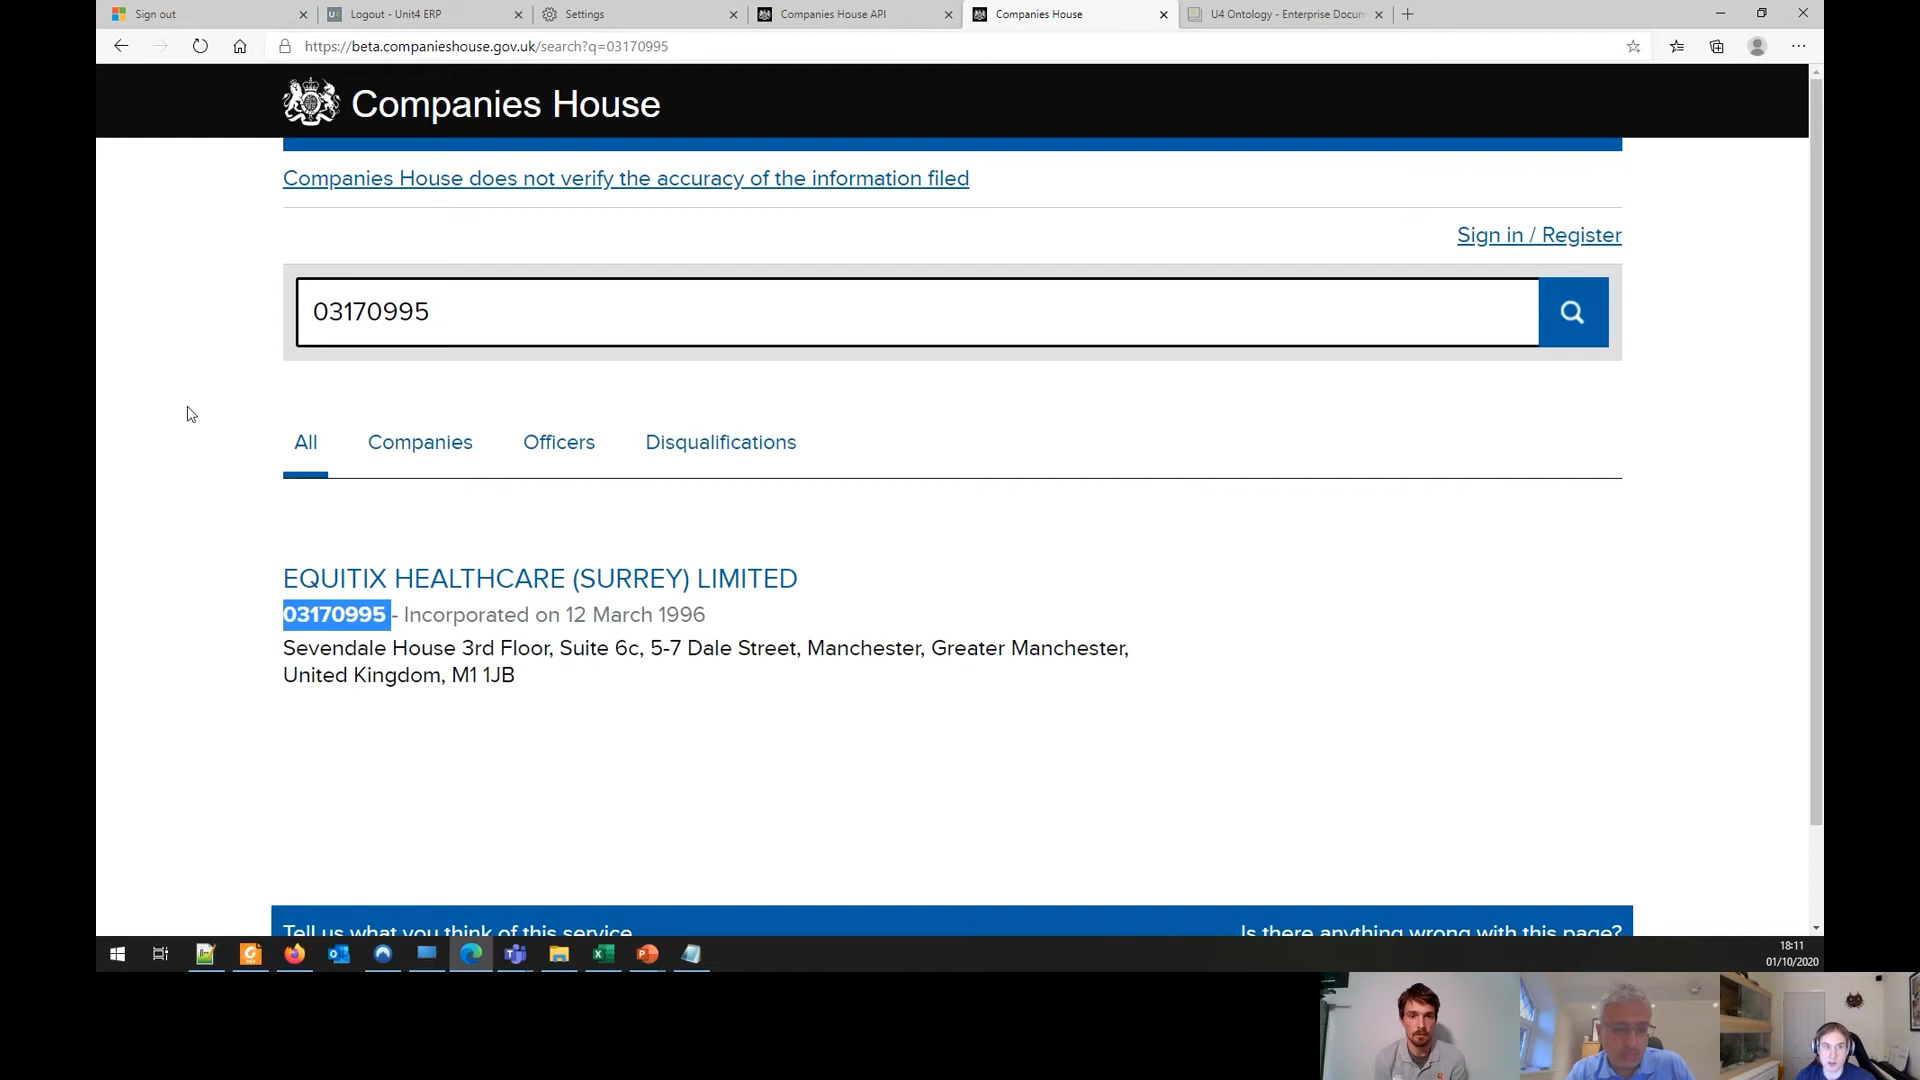 Sign out
Logout - Unit4 ERP
Settings
Companies House API
Companies House
U4 Ontology - Enterprise Docum
https://beta.companieshouse.gov.uk/search?q=03170995
Companies House
Companies House does not verify the accuracy of the information filed
Sign in / Register
03170995
All Companies Officers Disqualifications
EQUITIX HEALTHCARE (SURREY) LIMITED
03170995 - Incorporated on 12 March 1996
Sevendale House 3rd Floor, Suite 6c, 5-7 Dale Street, Manchester, Greater Manchester,
United Kingdom, M1 1JB
Tell us what you think of this service
Is there anything wrong with this page?
18:11
01/10/2020